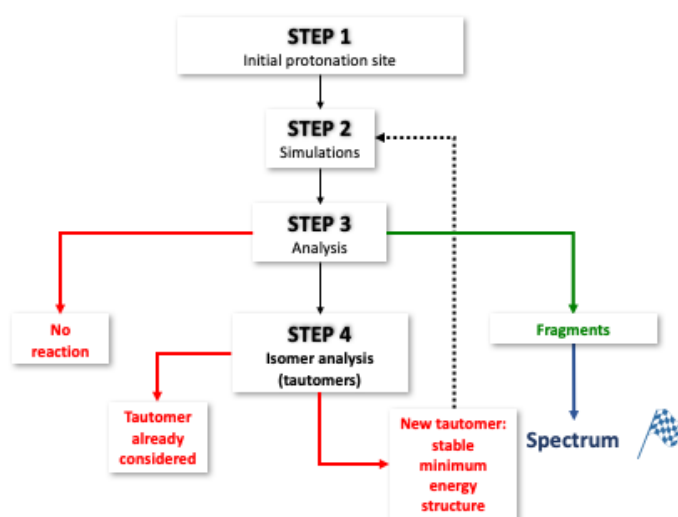 STEP 1
Initial protonation site
STEP 2
Simulations
STEP 3
Analysis
No
reaction
STEP 4
Isomer analysis
(tautomers)
Fragments
Tautomer
already
considered
New tautomer:
stable
minimum
energy
structure
Spectrum